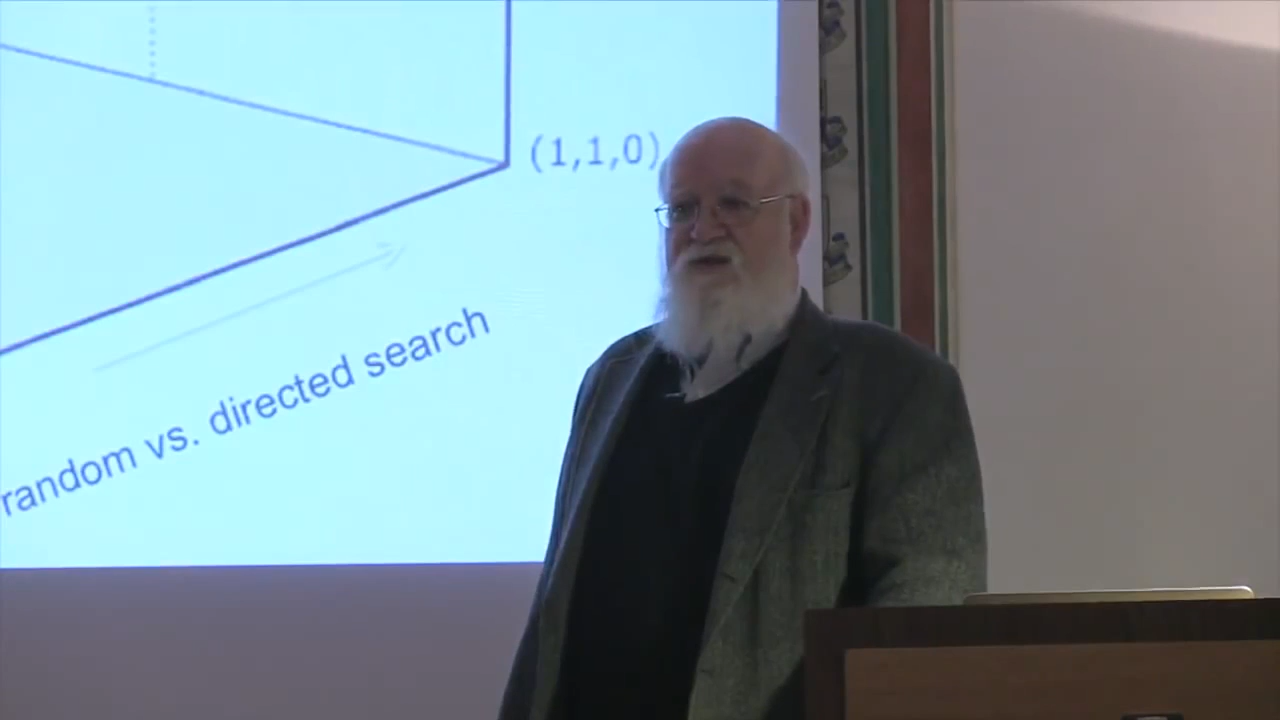 (1,1,0)
random vs. directed search